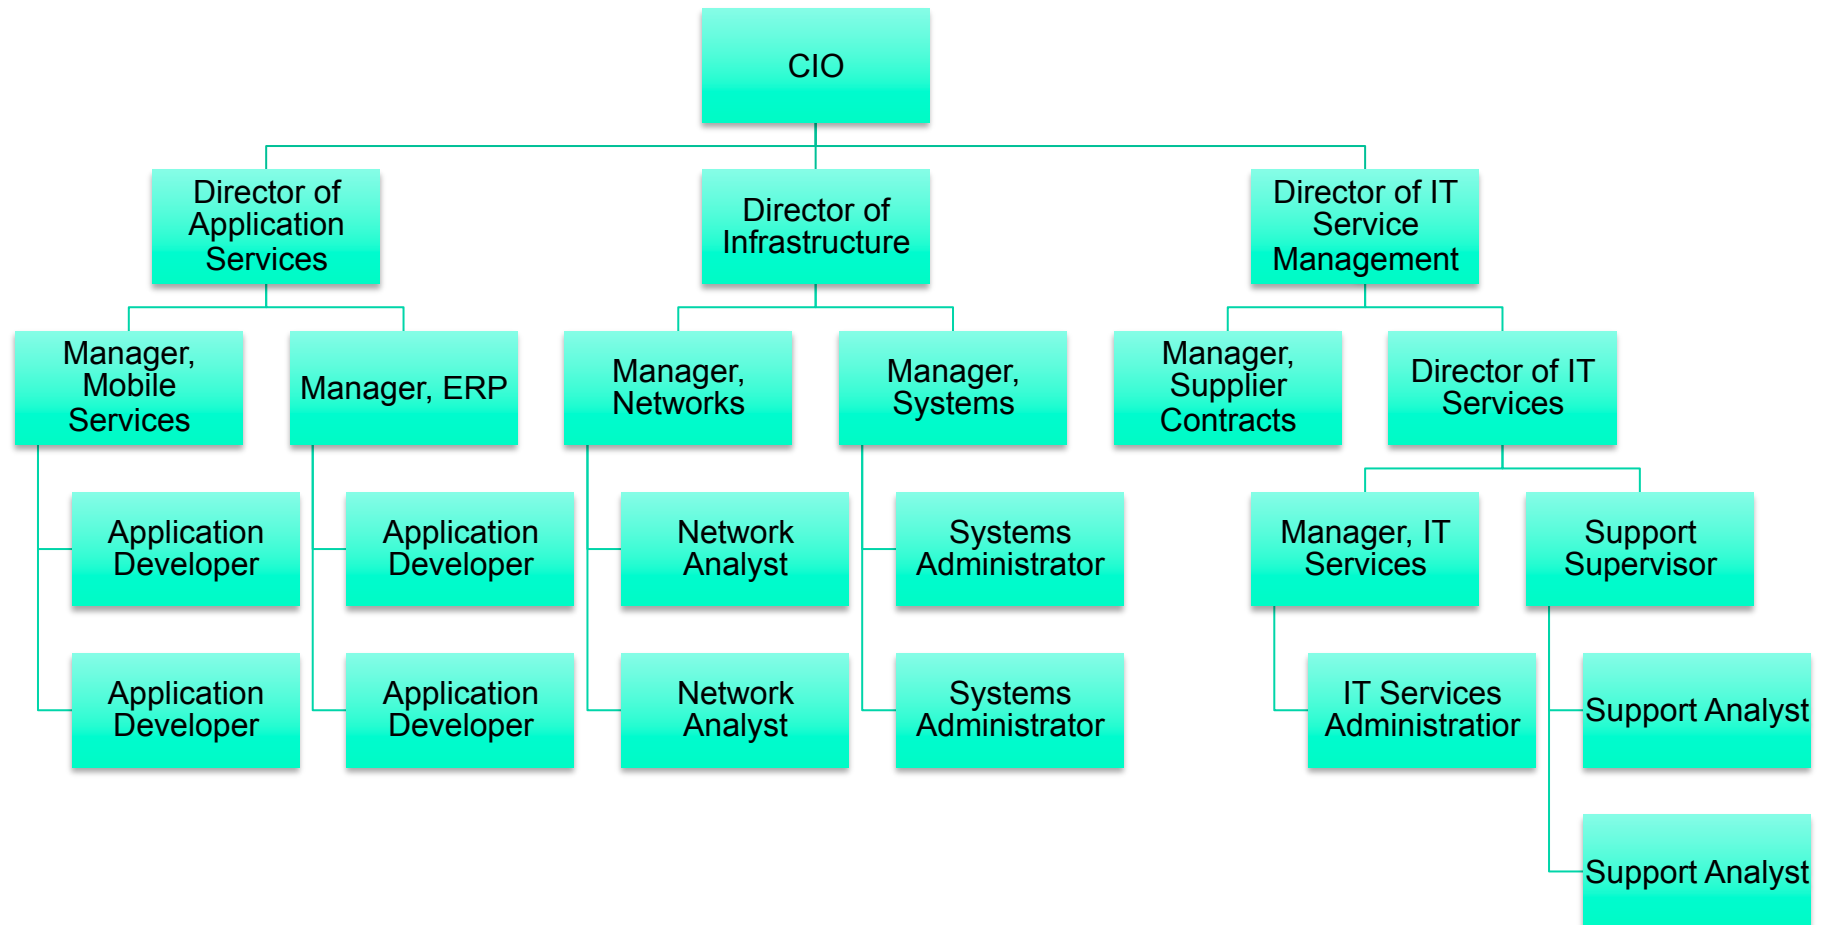 CIO
Director of
Application
Services
Director of
Infrastructure
Director of IT
Service
Management
Manager,
Mobile
Services
Manager, ERP
Manager,
Networks
Manager,
Systems
Manager,
Supplier
Contracts
Director of IT
Services
Application
Developer
Application
Developer
Network
Analyst
Systems
Administrator
Manager, IT
Services
Support
Supervisor
Application
Developer
Application
Developer
Network
Analyst
Systems
Administrator
IT Services
Administratior
Support Analyst
Support Analyst